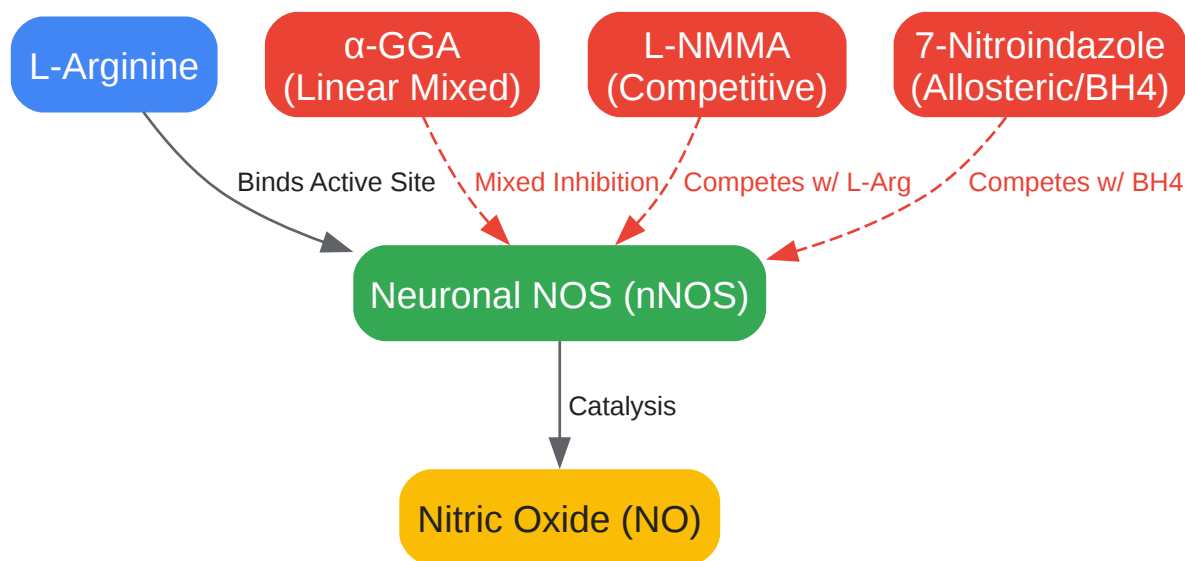 L-Arginine
α-GGA
(Linear Mixed)
L-NMMA
(Competitive)
7-Nitroindazole
(Allosteric/BH4)
Binds Active Site
Mixed Inhibition
Competes w/ L-Arg
Competes w/ BH4
Neuronal NOS (nNOS)
Catalysis
Nitric Oxide (NO)